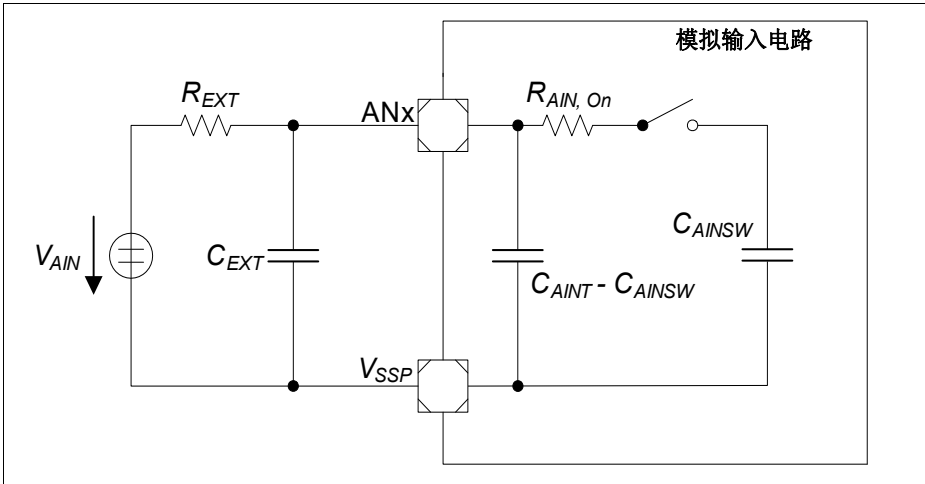 模拟输入电路
R_EXT
ANx
R_AIN, On
V_AIN
C_EXT
C_AINT - C_AINSW
C_AINSW
V_SSP